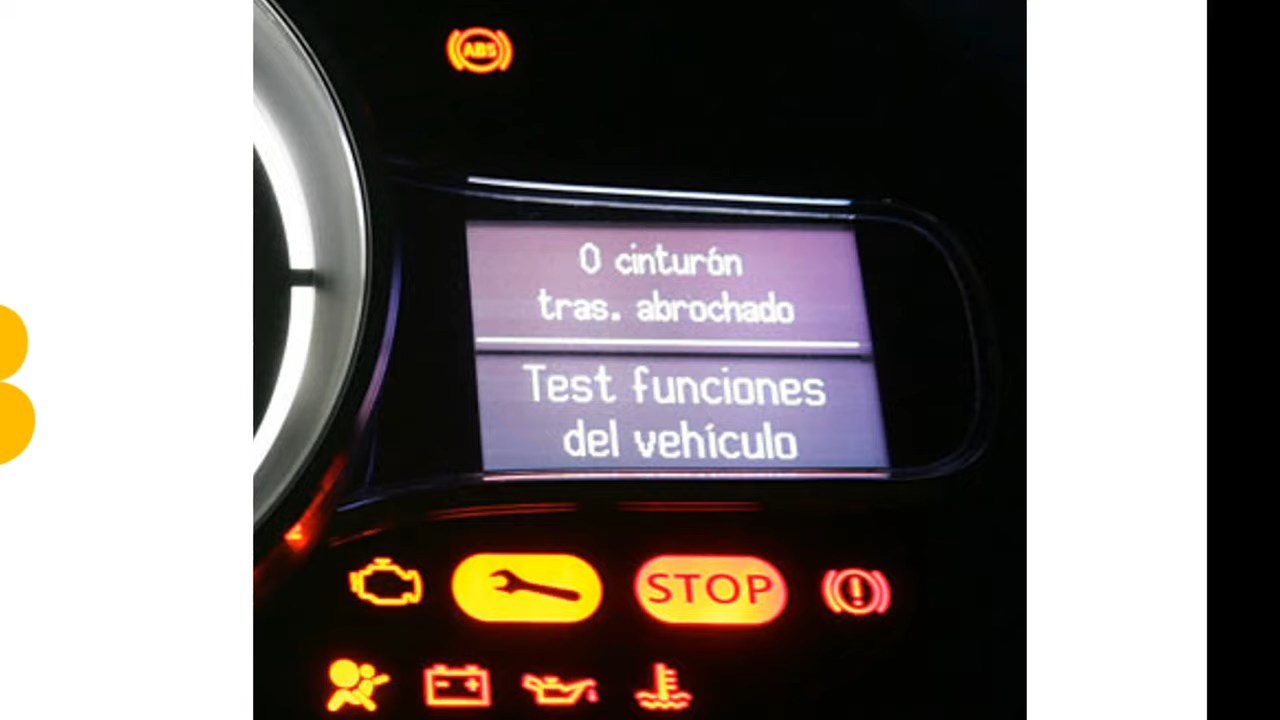 ABS
0 cinturón
tras. abrochado
Test funciones
del vehículo
STOP